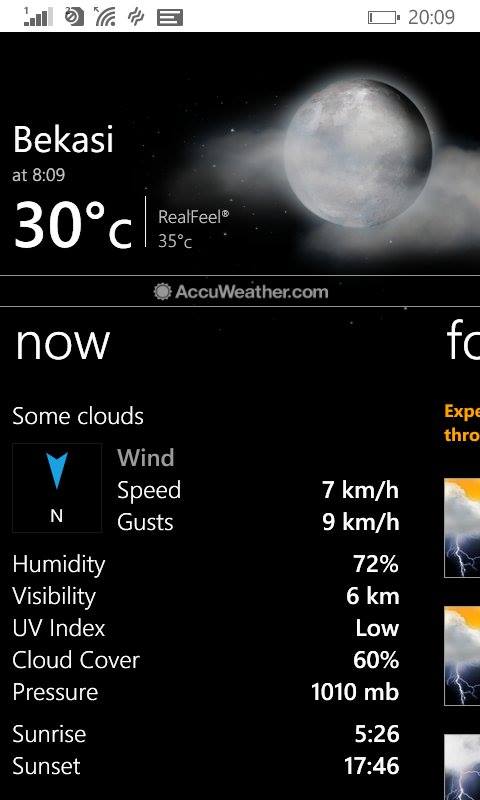 1 2 20:09
Bekasi
at 8:09
30°c
RealFeel®
35°c
AccuWeather.com
now
fo
Some clouds
Expe
thro
Wind
Speed 7 km/h
Gusts 9 km/h
N
Humidity 72%
Visibility 6 km
UV Index Low
Cloud Cover 60%
Pressure 1010 mb
Sunrise 5:26
Sunset 17:46